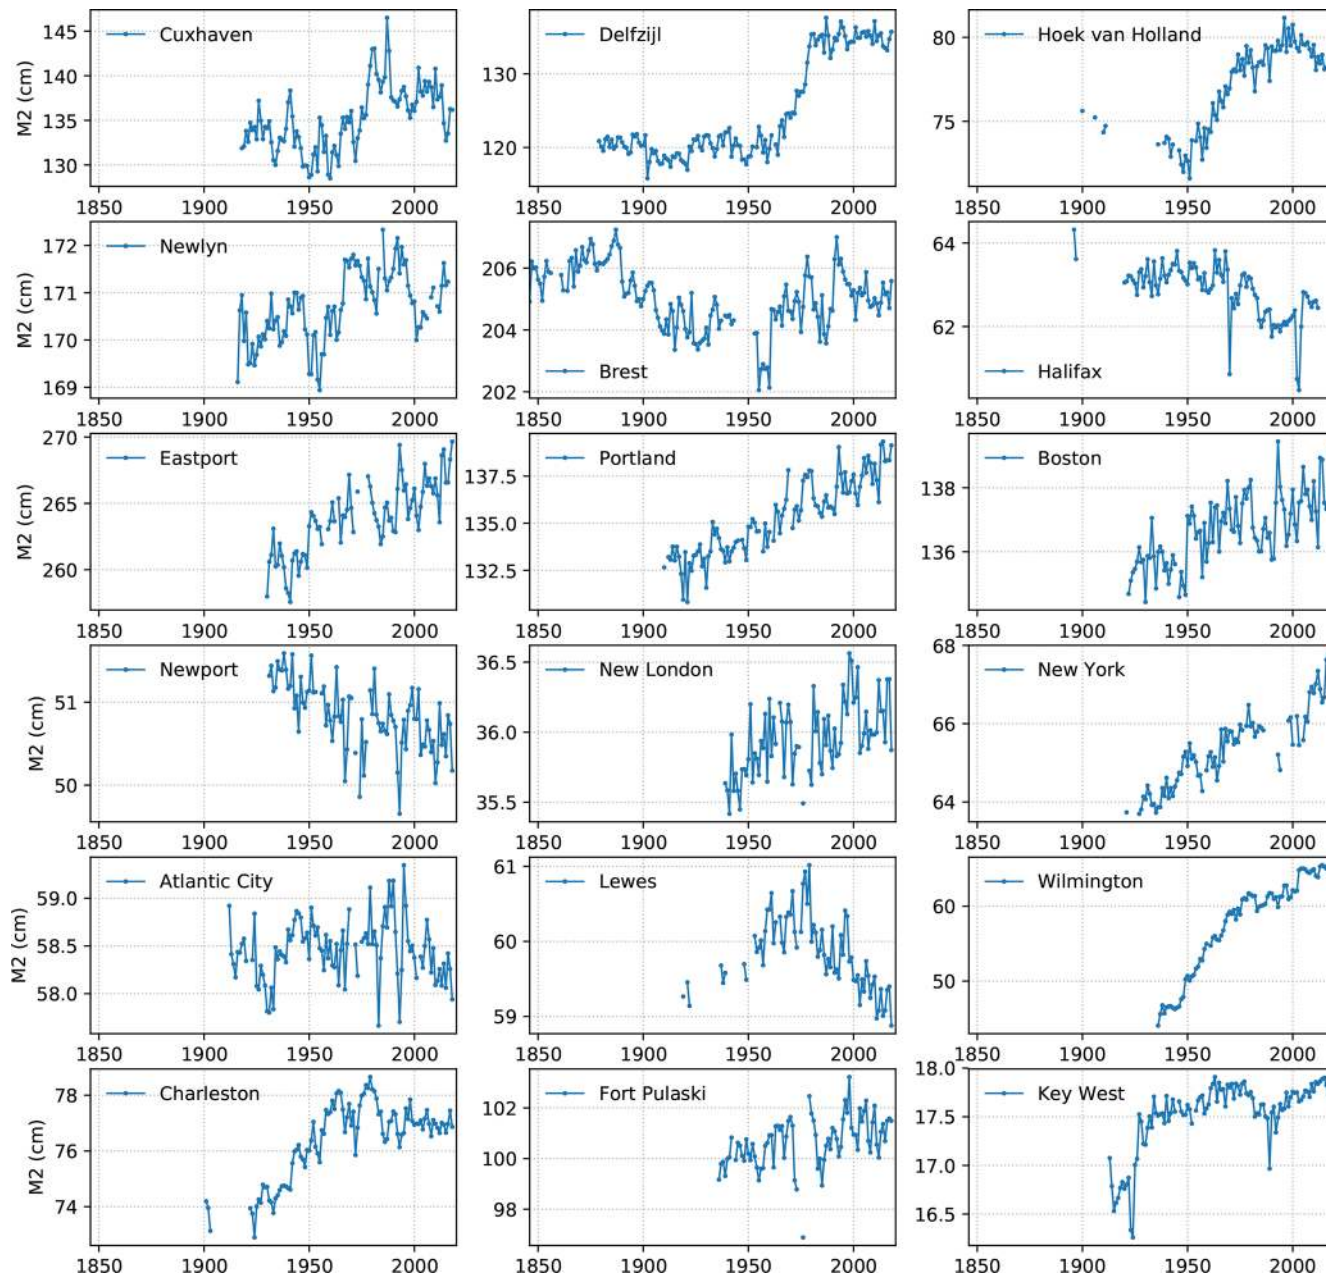 Cuxhaven
Delfzijl
Hoek van Holland
M2 (cm)
145
140
135
130
130
120
80
75
1850 1900 1950 2000
1850 1900 1950 2000
1850 1900 1950 2000
Newlyn
Brest
Halifax
M2 (cm)
172
171
170
169
206
204
202
64
62
1850 1900 1950 2000
1850 1900 1950 2000
1850 1900 1950 2000
Eastport
Portland
Boston
M2 (cm)
270
265
260
137.5
135.0
132.5
138
136
1850 1900 1950 2000
1850 1900 1950 2000
1850 1900 1950 2000
Newport
New London
New York
M2 (cm)
51
50
36.5
36.0
35.5
68
66
64
1850 1900 1950 2000
1850 1900 1950 2000
1850 1900 1950 2000
Atlantic City
Lewes
Wilmington
M2 (cm)
59.0
58.5
58.0
61
60
59
60
50
1850 1900 1950 2000
1850 1900 1950 2000
1850 1900 1950 2000
Charleston
Fort Pulaski
Key West
M2 (cm)
78
76
74
102
100
98
18.0
17.5
17.0
16.5
1850 1900 1950 2000
1850 1900 1950 2000
1850 1900 1950 2000